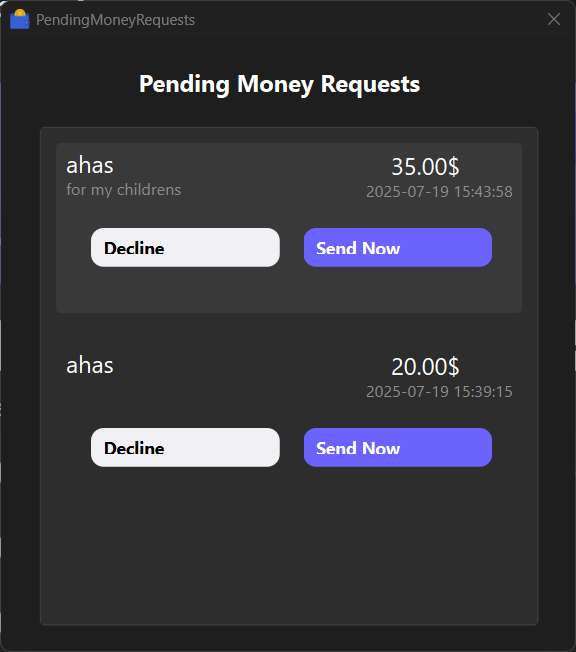 PendingMoneyRequests
Pending Money Requests
ahas 35.00$
for my childrens 2025-07-19 15:43:58
Decline Send Now
ahas 20.00$
2025-07-19 15:39:15
Decline Send Now